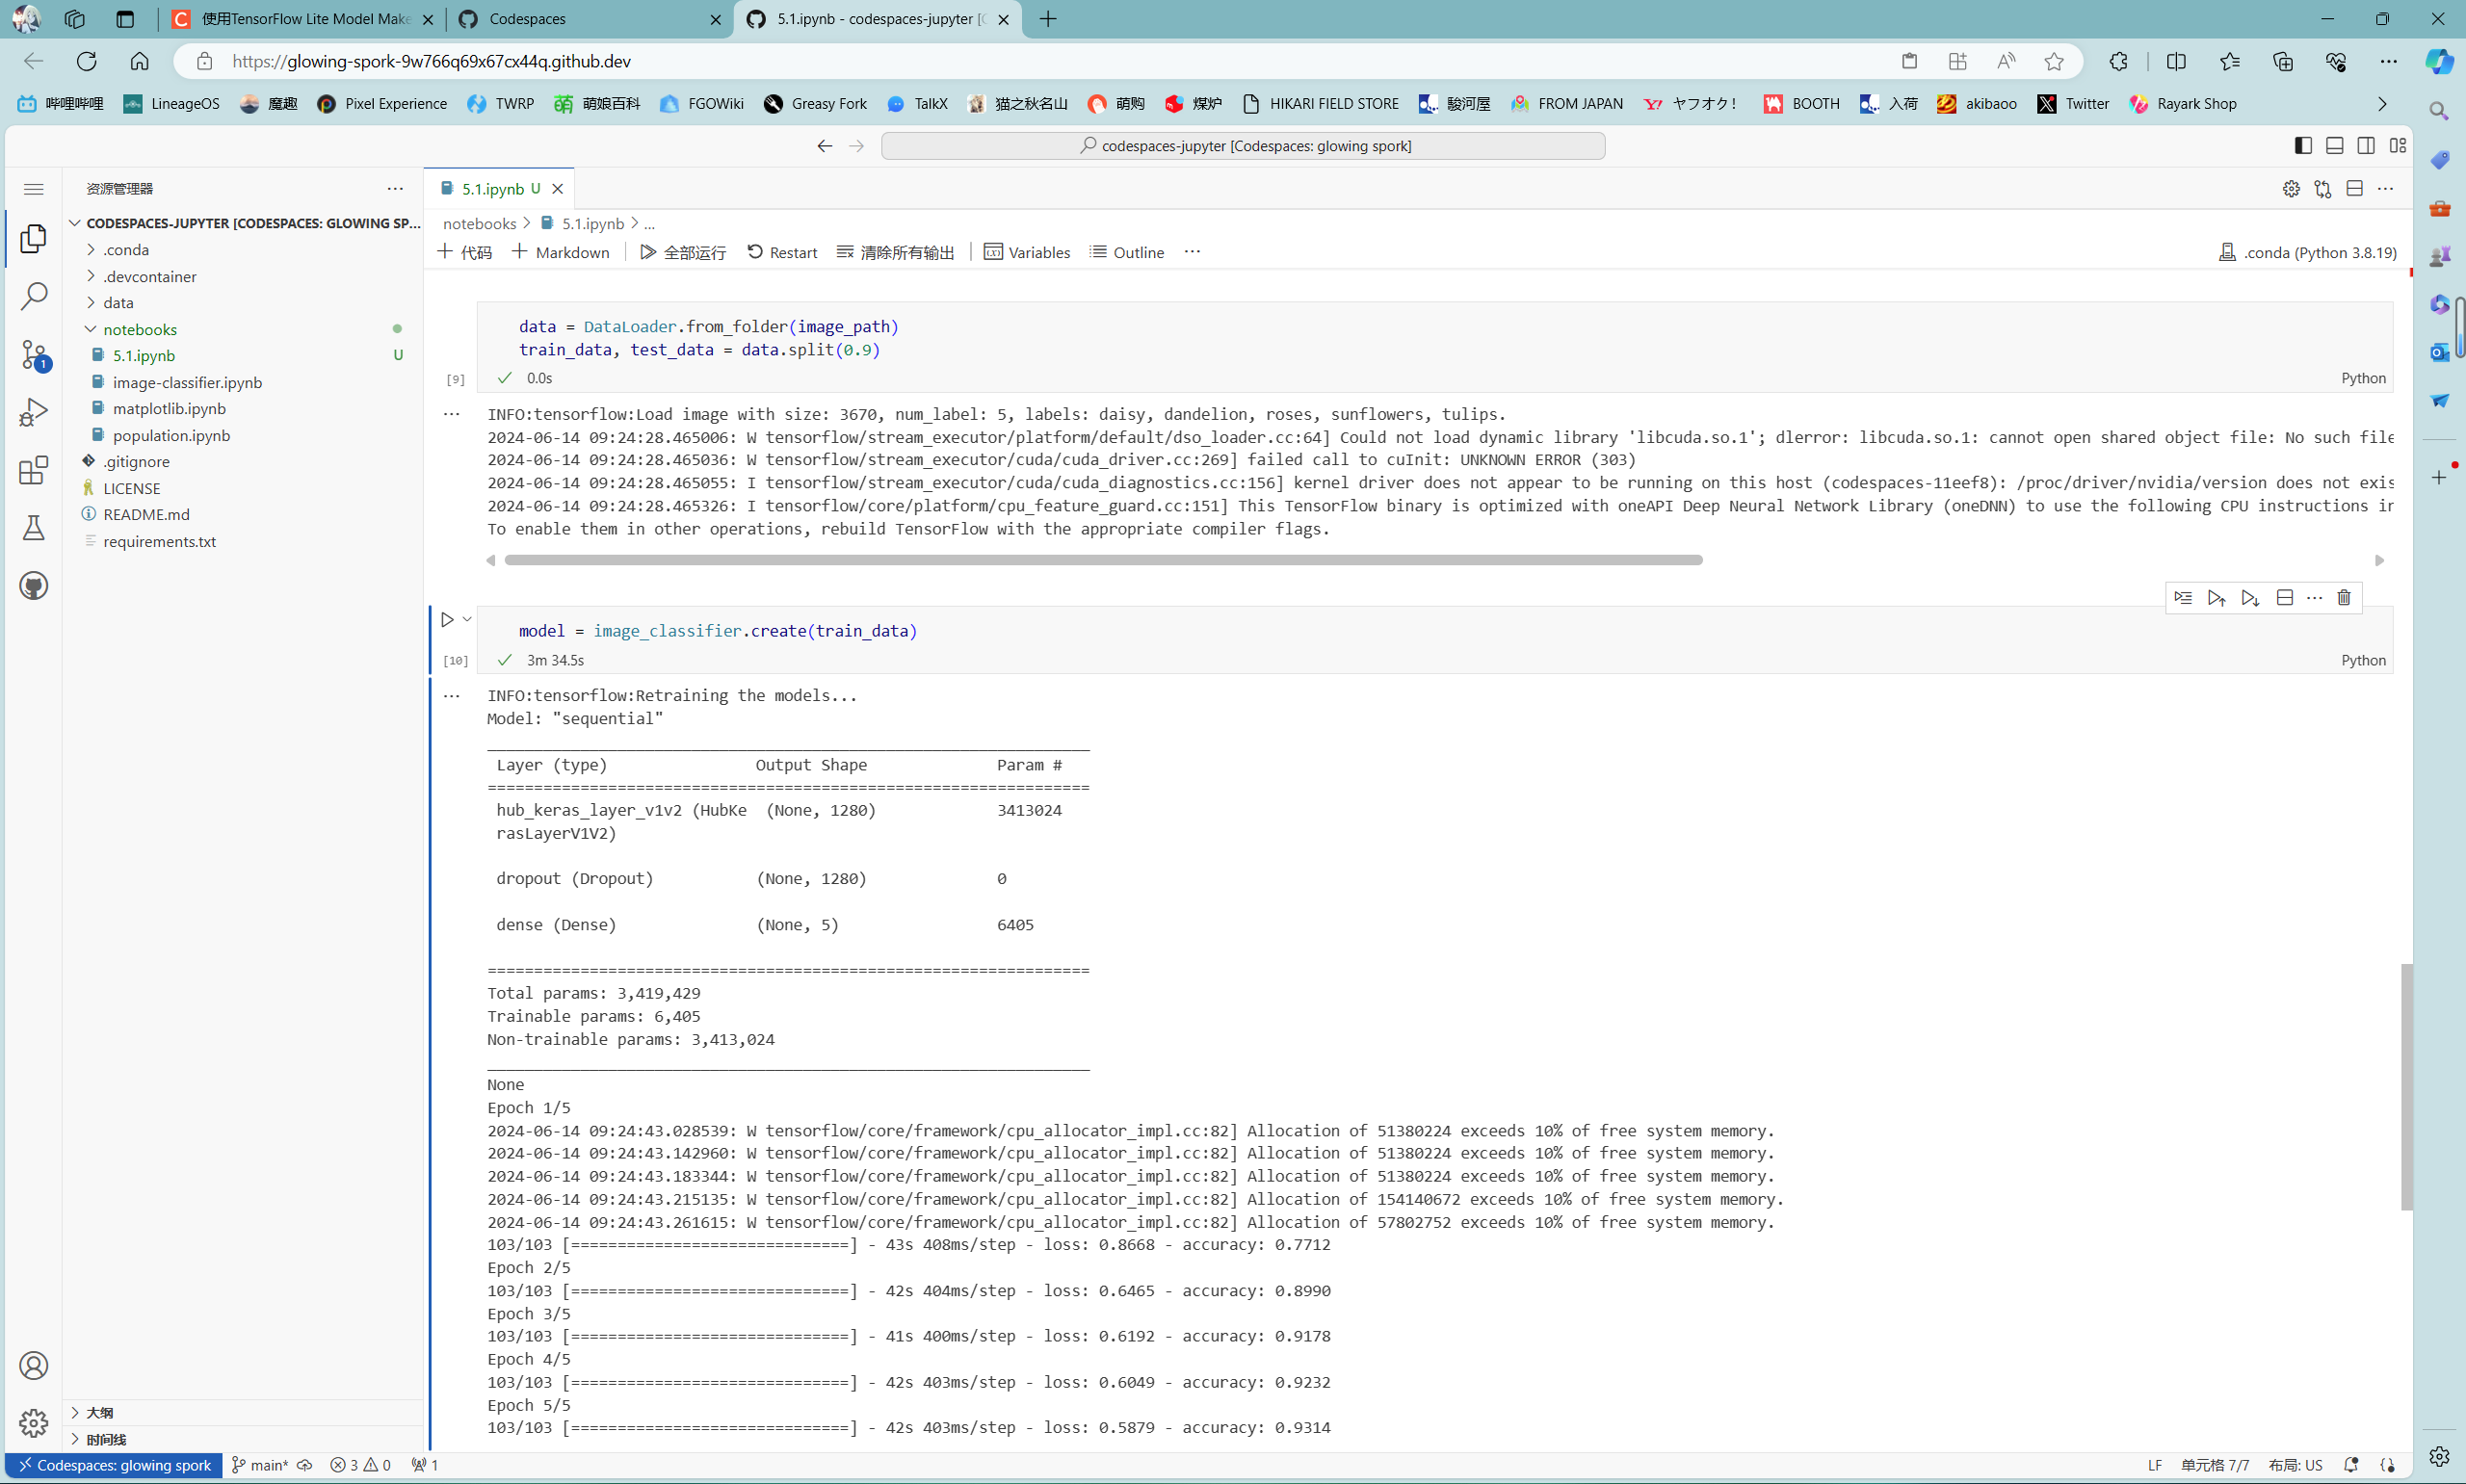 使用TensorFlow Lite Model Make
Codespaces
5.1.ipynb - codespaces-jupyter [C
https://glowing-spork-9w766q69x67cx44q.github.dev
哔哩哔哩 LineageOS 魔趣 Pixel Experience TWRP 萌娘百科 FGOWiki Greasy Fork TalkX 猫之秋名山 萌购 煤炉 HIKARI FIELD STORE 駿河屋 FROM JAPAN ヤフオク! BOOTH 入荷 akibaoo Twitter Rayark Shop
codespaces-jupyter [Codespaces: glowing spork]
资源管理器
CODESPACES-JUPYTER [CODESPACES: GLOWING SP...
.conda
.devcontainer
data
notebooks
5.1.ipynb U
image-classifier.ipynb
matplotlib.ipynb
population.ipynb
.gitignore
LICENSE
README.md
requirements.txt
大纲
时间线
5.1.ipynb U
notebooks > 5.1.ipynb > ...
代码 Markdown 全部运行 Restart 清除所有输出 Variables Outline ...
.conda (Python 3.8.19)
data = DataLoader.from_folder(image_path)
train_data, test_data = data.split(0.9)
[9] 0.0s Python
INFO:tensorflow:Load image with size: 3670, num_label: 5, labels: daisy, dandelion, roses, sunflowers, tulips.
2024-06-14 09:24:28.465006: W tensorflow/stream_executor/platform/default/dso_loader.cc:64] Could not load dynamic library 'libcuda.so.1'; dlerror: libcuda.so.1: cannot open shared object file: No such file
2024-06-14 09:24:28.465036: W tensorflow/stream_executor/cuda/cuda_driver.cc:269] failed call to cuInit: UNKNOWN ERROR (303)
2024-06-14 09:24:28.465055: I tensorflow/stream_executor/cuda/cuda_diagnostics.cc:156] kernel driver does not appear to be running on this host (codespaces-11eef8): /proc/driver/nvidia/version does not exis
2024-06-14 09:24:28.465326: I tensorflow/core/platform/cpu_feature_guard.cc:151] This TensorFlow binary is optimized with oneAPI Deep Neural Network Library (oneDNN) to use the following CPU instructions in
To enable them in other operations, rebuild TensorFlow with the appropriate compiler flags.
model = image_classifier.create(train_data)
[10] 3m 34.5s Python
INFO:tensorflow:Retraining the models...
Model: "sequential"
_________________________________________________________________
Layer (type) Output Shape Param #
=================================================================
hub_keras_layer_v1v2 (HubKe (None, 1280) 3413024
rasLayerV1V2)
dropout (Dropout) (None, 1280) 0
dense (Dense) (None, 5) 6405
=================================================================
Total params: 3,419,429
Trainable params: 6,405
Non-trainable params: 3,413,024
_________________________________________________________________
None
Epoch 1/5
2024-06-14 09:24:43.028539: W tensorflow/core/framework/cpu_allocator_impl.cc:82] Allocation of 51380224 exceeds 10% of free system memory.
2024-06-14 09:24:43.142960: W tensorflow/core/framework/cpu_allocator_impl.cc:82] Allocation of 51380224 exceeds 10% of free system memory.
2024-06-14 09:24:43.183344: W tensorflow/core/framework/cpu_allocator_impl.cc:82] Allocation of 51380224 exceeds 10% of free system memory.
2024-06-14 09:24:43.215135: W tensorflow/core/framework/cpu_allocator_impl.cc:82] Allocation of 154140672 exceeds 10% of free system memory.
2024-06-14 09:24:43.261615: W tensorflow/core/framework/cpu_allocator_impl.cc:82] Allocation of 57802752 exceeds 10% of free system memory.
103/103 [==============================] - 43s 408ms/step - loss: 0.8668 - accuracy: 0.7712
Epoch 2/5
103/103 [==============================] - 42s 404ms/step - loss: 0.6465 - accuracy: 0.8990
Epoch 3/5
103/103 [==============================] - 41s 400ms/step - loss: 0.6192 - accuracy: 0.9178
Epoch 4/5
103/103 [==============================] - 42s 403ms/step - loss: 0.6049 - accuracy: 0.9232
Epoch 5/5
103/103 [==============================] - 42s 403ms/step - loss: 0.5879 - accuracy: 0.9314
Codespaces: glowing spork main* 3 0 1
LF 单元格 7/7 布局: US